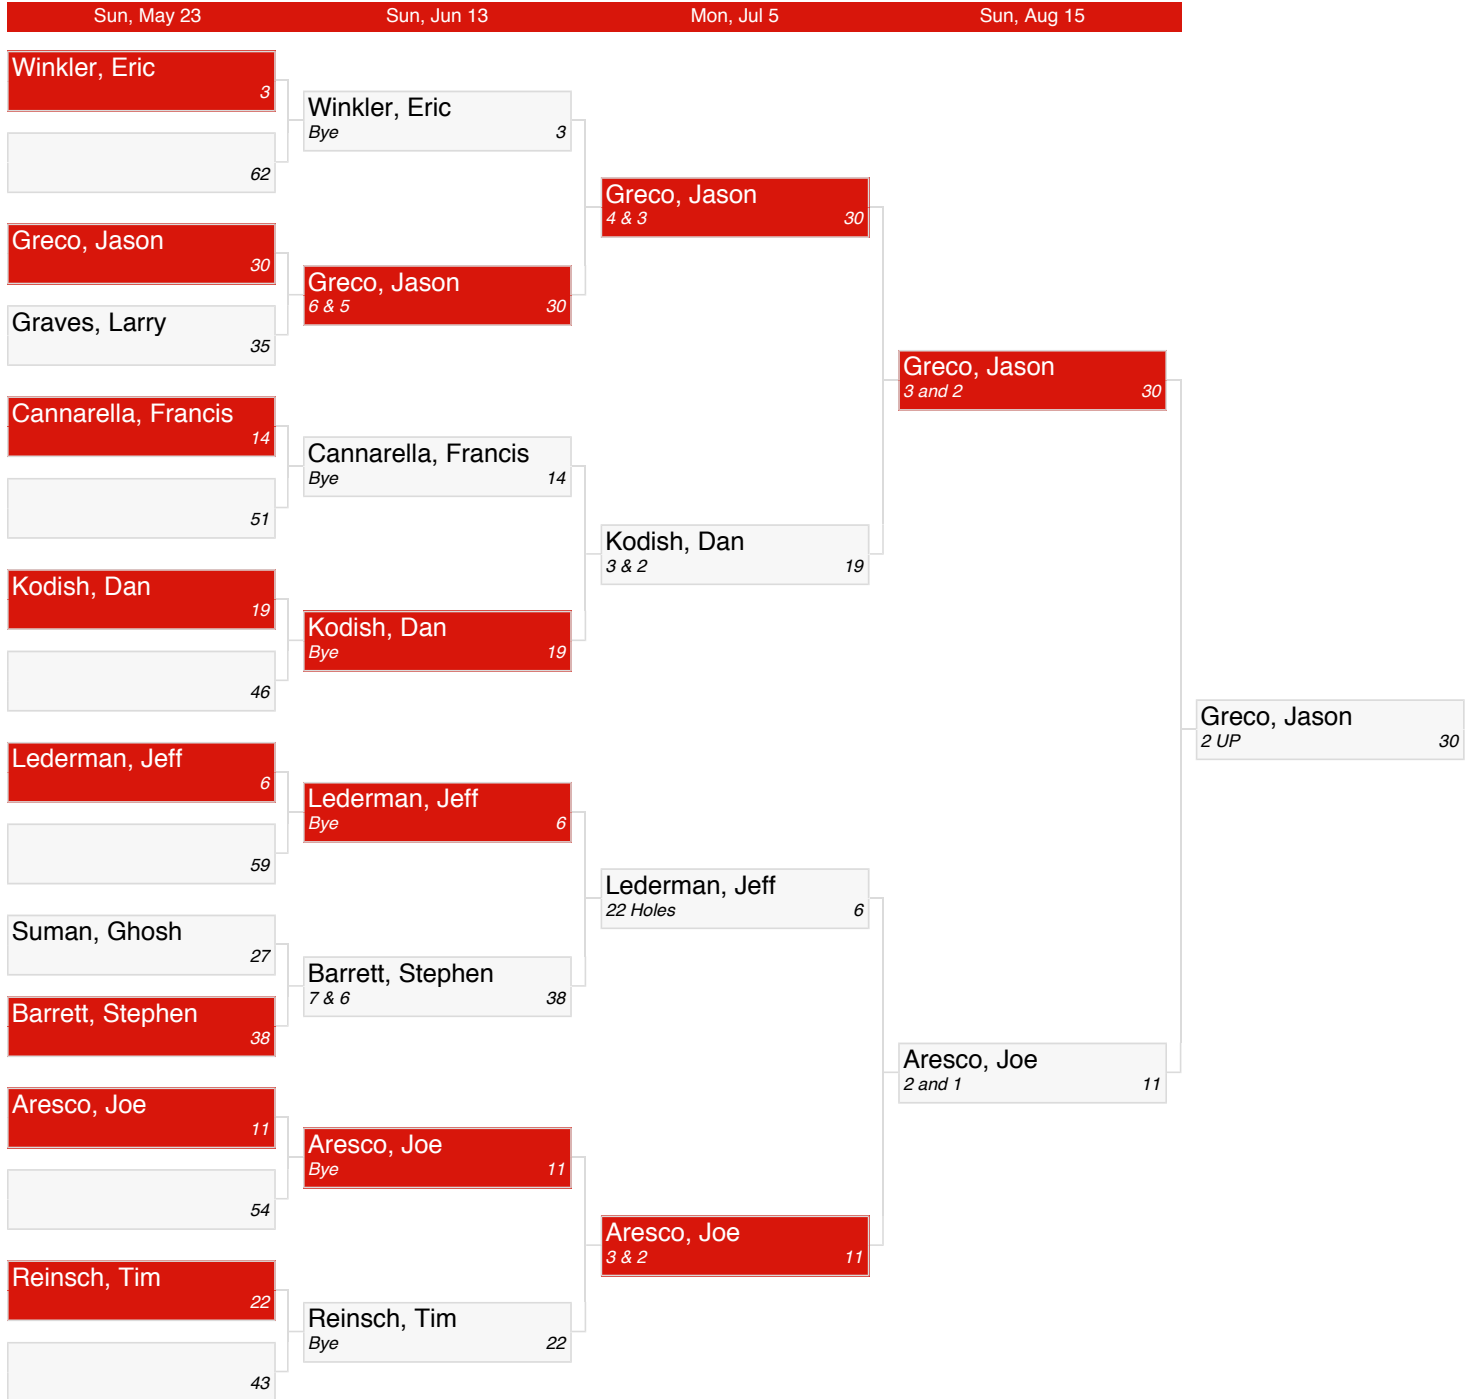 Sun, May 23
Sun, Jun 13
Mon, Jul 5
Sun, Aug 15
Winkler, Eric
3
62
Greco, Jason
30
Graves, Larry
35
Cannarella, Francis
14
51
Kodish, Dan
19
46
Lederman, Jeff
6
59
Suman, Ghosh
27
Barrett, Stephen
38
Aresco, Joe
11
54
Reinsch, Tim
22
43
Winkler, Eric
Bye 3
Greco, Jason
6 & 5 30
Cannarella, Francis
Bye 14
Kodish, Dan
Bye 19
Lederman, Jeff
Bye 6
Barrett, Stephen
7 & 6 38
Aresco, Joe
Bye 11
Reinsch, Tim
Bye 22
Greco, Jason
4 & 3 30
Kodish, Dan
3 & 2 19
Lederman, Jeff
22 Holes 6
Aresco, Joe
3 & 2 11
Greco, Jason
3 and 2 30
Aresco, Joe
2 and 1 11
Greco, Jason
2 UP 30